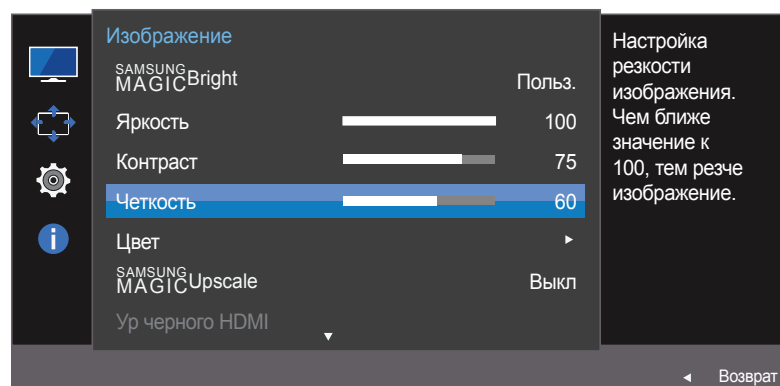 Изображение
SAMSUNG
MAGICBright Польз.
Яркость 100
Контраст 75
Четкость 60
Цвет
SAMSUNG
MAGICUpscale Выкл
Ур черного HDMI
Настройка
резкости
изображения.
Чем ближе
значение к
100, тем резче
изображение.
Возврат